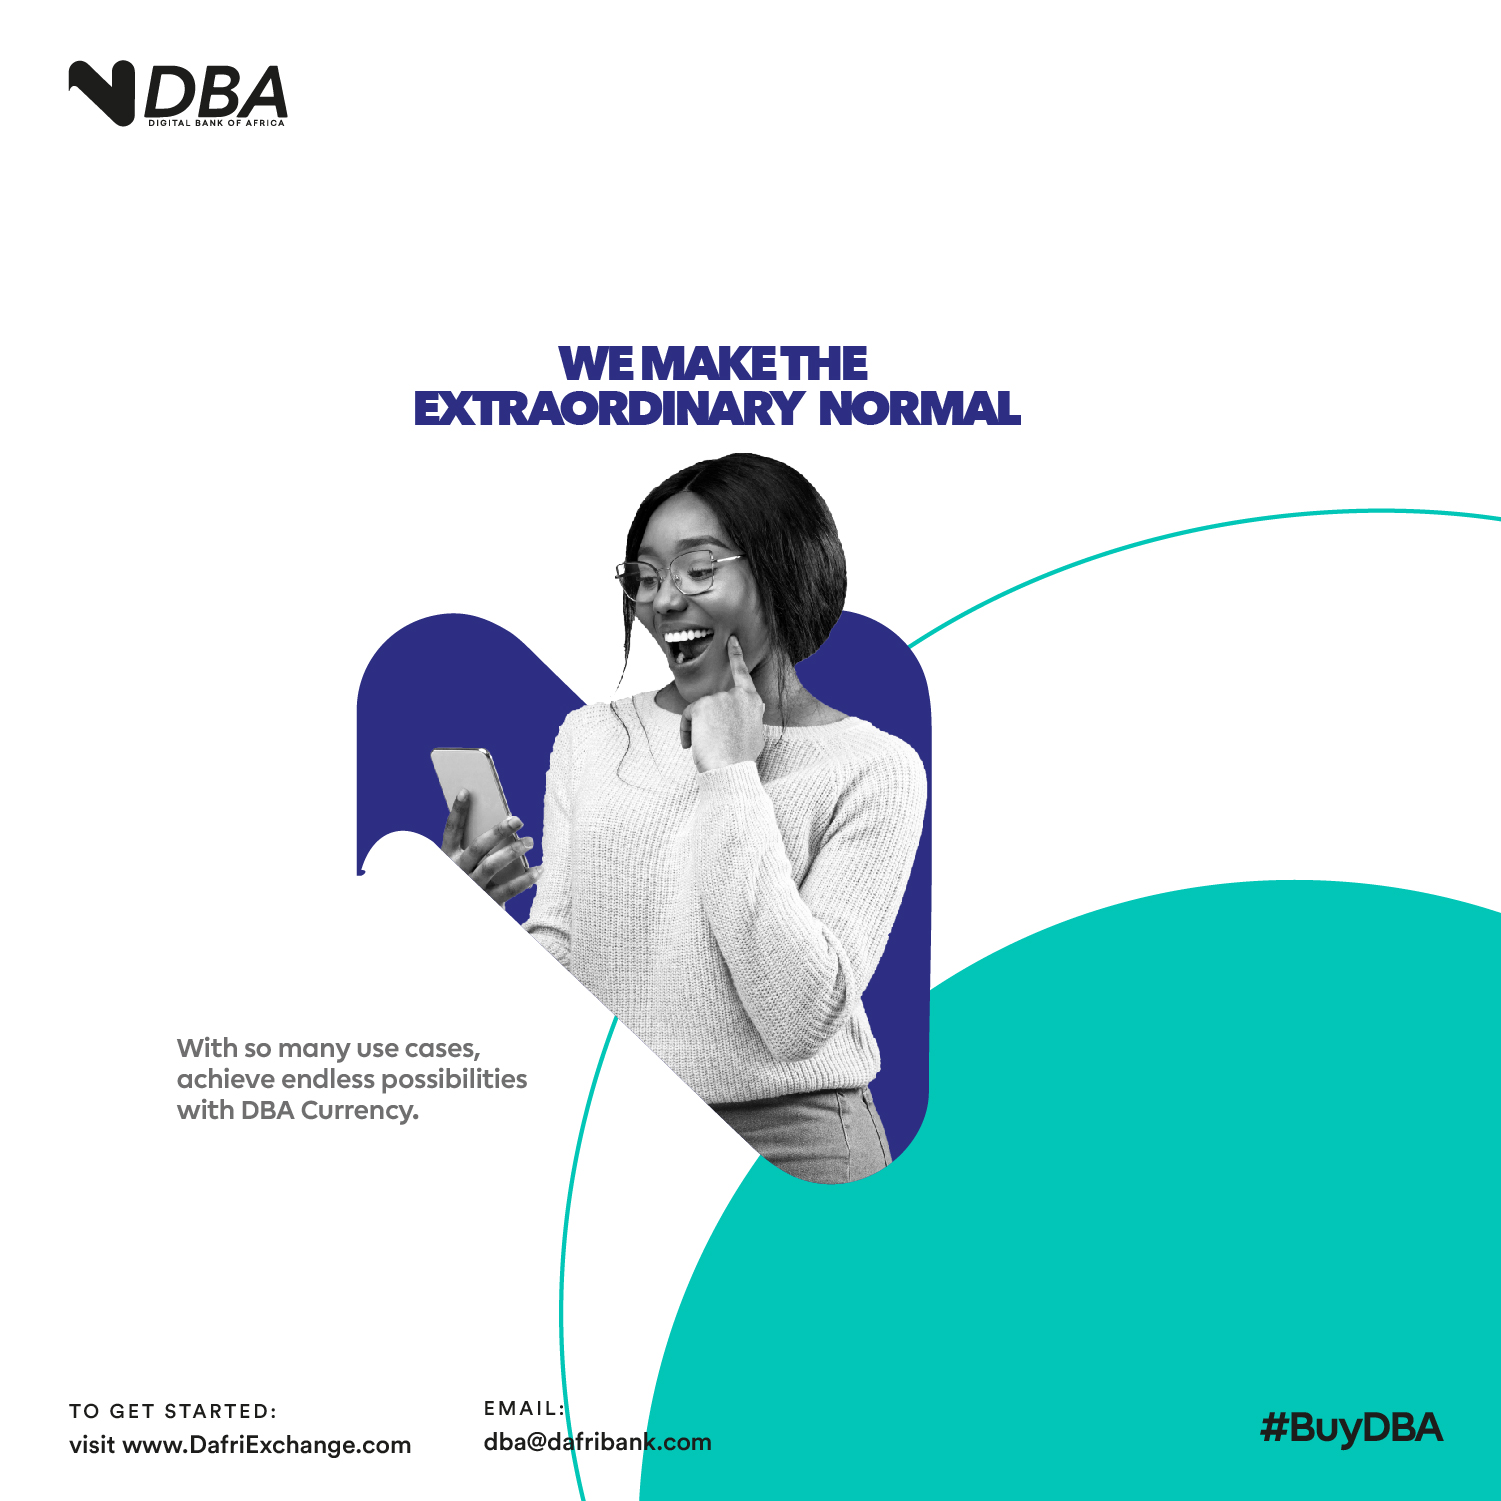 DBA
DIGITAL BANK OF AFRICA
WE MAKE THE
EXTRAORDINARY NORMAL
With so many use cases,
achieve endless possibilities
with DBA Currency.
TO GET STARTED:
visit www.DafriExchange.com
EMAIL:
dba@dafribank.com
#BuyDBA